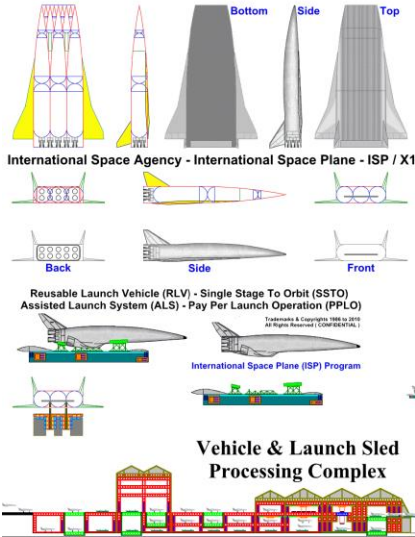 Bottom
Side
Top
International Space Agency - International Space Plane - ISP / X1
Back
Side
Front
Reusable Launch Vehicle (RLV) - Single Stage To Orbit (SSTO)
Assisted Launch System (ALS) - Pay Per Launch Operation (PPLO)
Trademarks & Copyrights 1986 to 2010
All Rights Reserved ( CONFIDENTIAL )
International Space Plane (ISP) Program
Vehicle & Launch Sled
Processing Complex